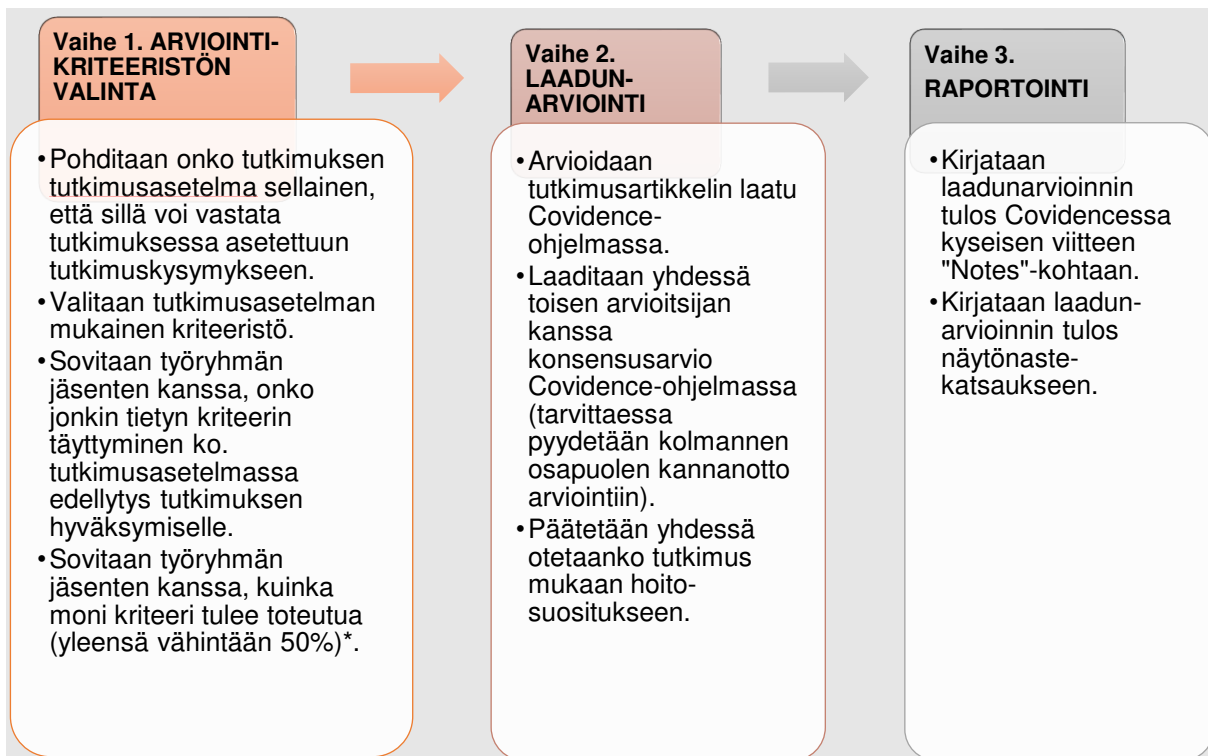 Vaihe 1. ARVIOINTI-
KRITEERISTÖN
VALINTA
•Pohditaan onko tutkimuksen
tutkimusasetelma sellainen,
että sillä voi vastata
tutkimuksessa asetettuun
tutkimuskysymykseen.
•Valitaan tutkimusasetelman
mukainen kriteeristö.
•Sovitaan työryhmän
jäsenten kanssa, onko
jonkin tietyn kriteerin
täyttyminen ko.
tutkimusasetelmassa
edellytys tutkimuksen
hyväksymiselle.
•Sovitaan työryhmän
jäsenten kanssa, kuinka
moni kriteeri tulee toteutua
(yleensä vähintään 50%)*.
Vaihe 2.
LAADUN-
ARVIOINTI
•Arvioidaan
tutkimusartikkelin laatu
Covidence-
ohjelmassa.
•Laaditaan yhdessä
toisen arvioitsijan
kanssa
konsensusarvio
Covidence-ohjelmassa
(tarvittaessa
pyydetään kolmannen
osapuolen kannanotto
arviointiin).
•Päätetään yhdessä
otetaanko tutkimus
mukaan hoito-
suositukseen.
Vaihe 3.
RAPORTOINTI
•Kirjataan
laadunarvioinnin
tulos Covidencessa
kyseisen viitteen
"Notes"-kohtaan.
•Kirjataan laadun-
arvioinnin tulos
näytönaste-
katsaukseen.